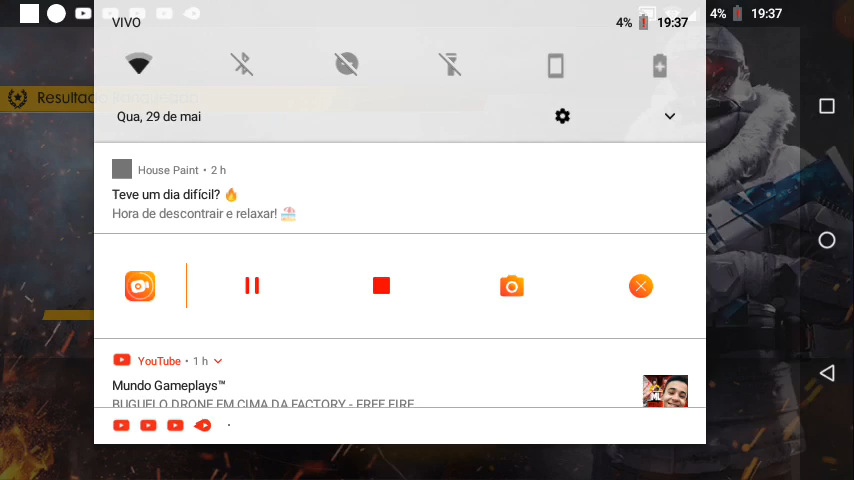 VIVO
4% 19:37
4% 19:37
Resultado
Qua, 29 de mai
House Paint • 2 h
Teve um dia difícil? 🔥
Hora de descontrair e relaxar! 🏖️
YouTube • 1 h
Mundo Gameplays™
BUGUELO DRONE EM CIMA DA FACTORY - FREE FIRE